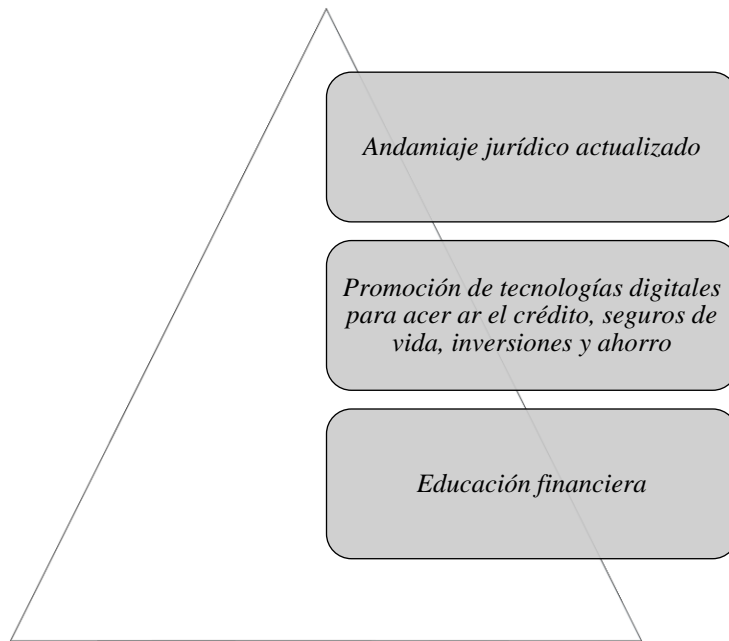 Andamiaje jurídico actualizado
Promoción de tecnologías digitales
para acer ar el crédito, seguros de
vida, inversiones y ahorro
Educación financiera